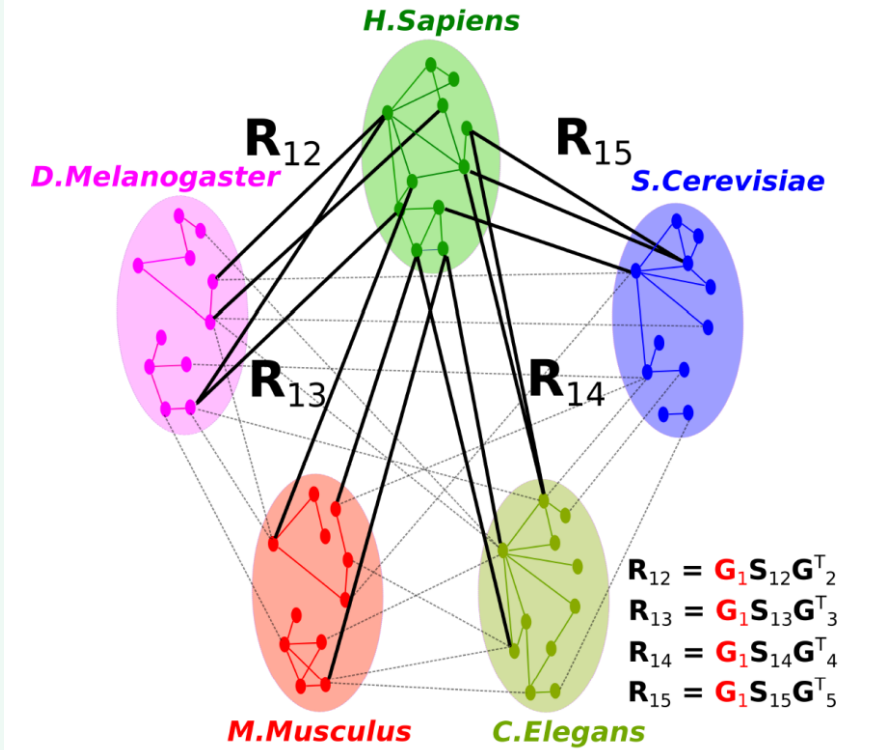 H.Sapiens
R₁₂
R₁₅
D.Melanogaster
S.Cerevisiae
R₁₃
R₁₄
R₁₂ = G₁S₁₂Gᵀ₂
R₁₃ = G₁S₁₃Gᵀ₃
R₁₄ = G₁S₁₄Gᵀ₄
R₁₅ = G₁S₁₅Gᵀ₅
M.Musculus
C.Elegans